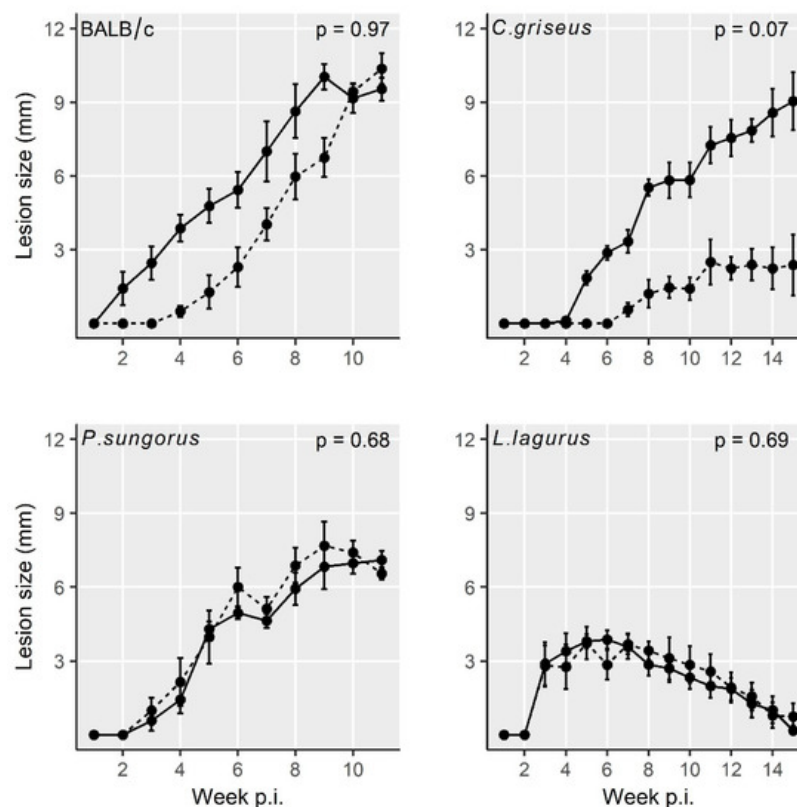 BALB/c p = 0.97
12
9
6
3
Lesion size (mm)
2 4 6 8 10
C.griseus p = 0.07
12
9
6
3
2 4 6 8 10 12 14
P.sungorus p = 0.68
12
9
6
3
Lesion size (mm)
2 4 6 8 10
Week p.i.
L.lagurus p = 0.69
12
9
6
3
2 4 6 8 10 12 14
Week p.i.